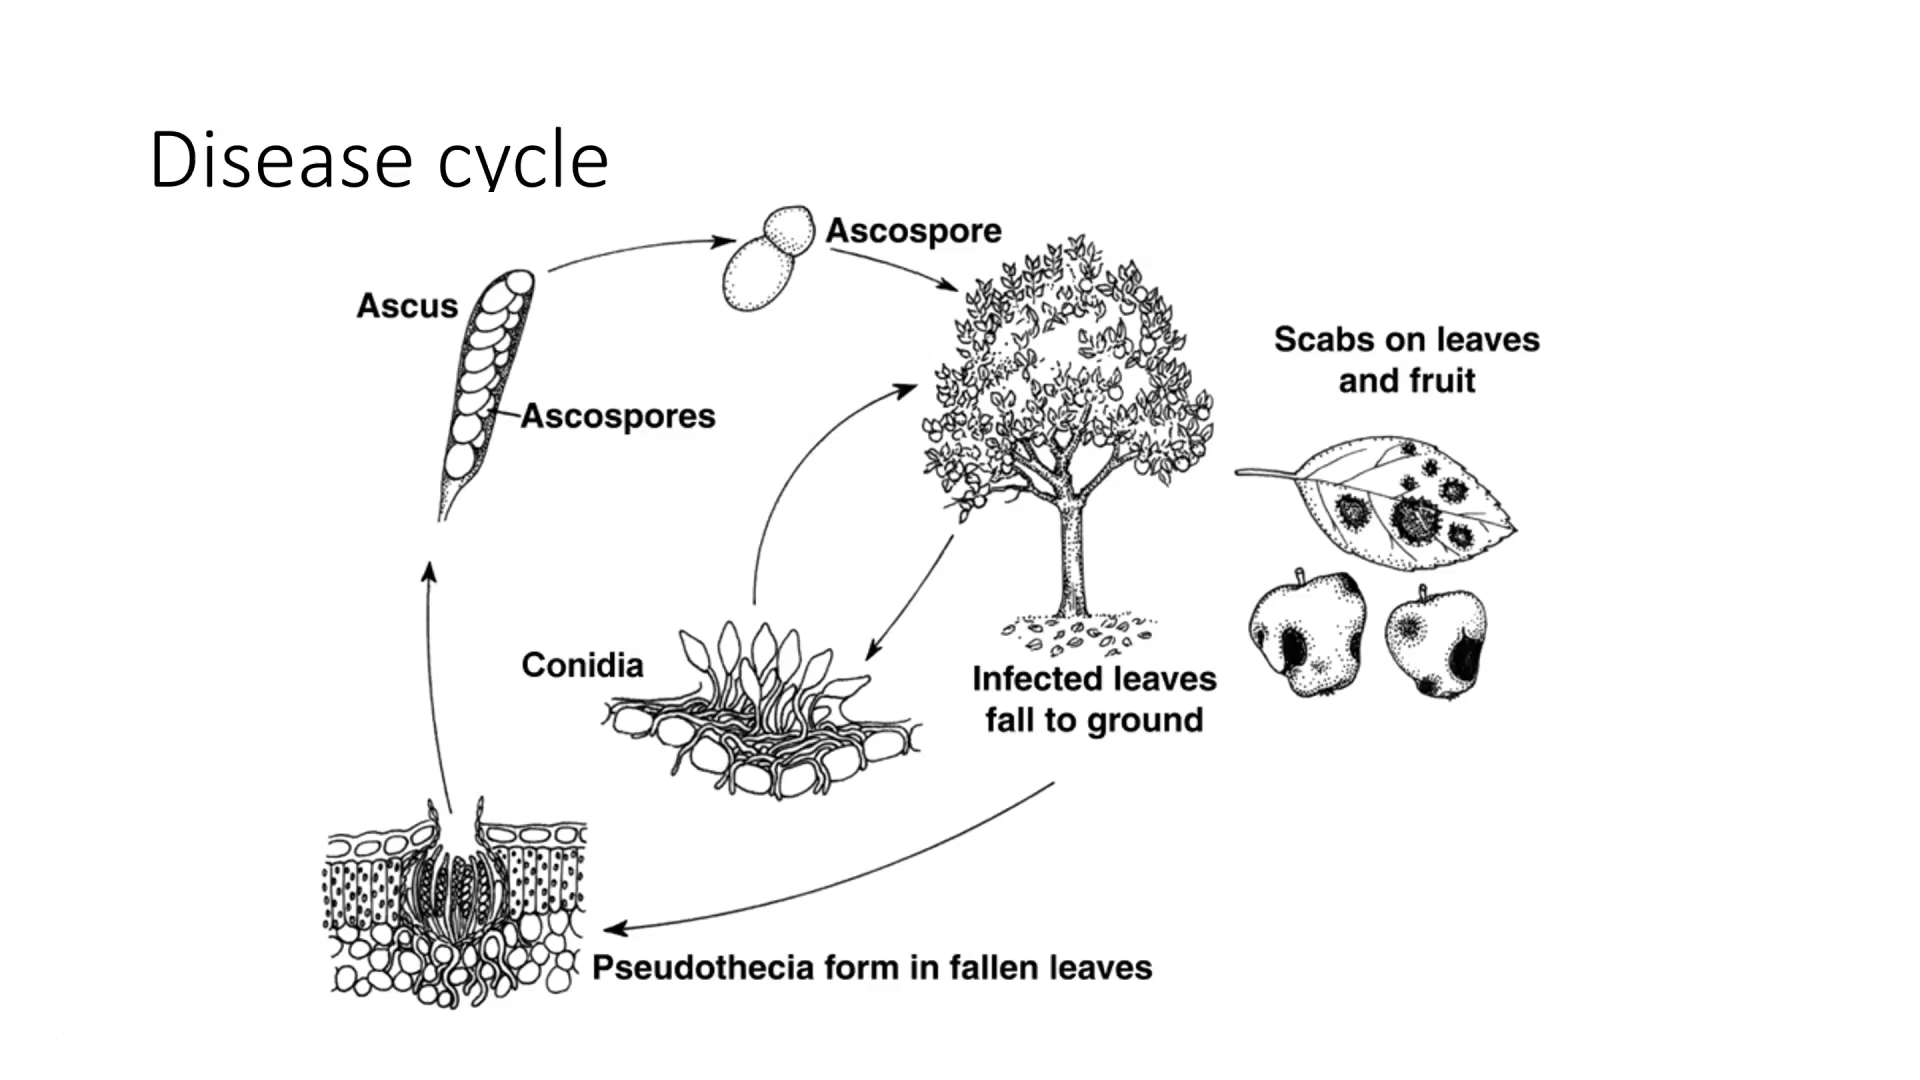 Disease cycle
Ascospore
Ascus
Ascospores
Scabs on leaves
and fruit
Conidia
Infected leaves
fall to ground
Pseudothecia form in fallen leaves